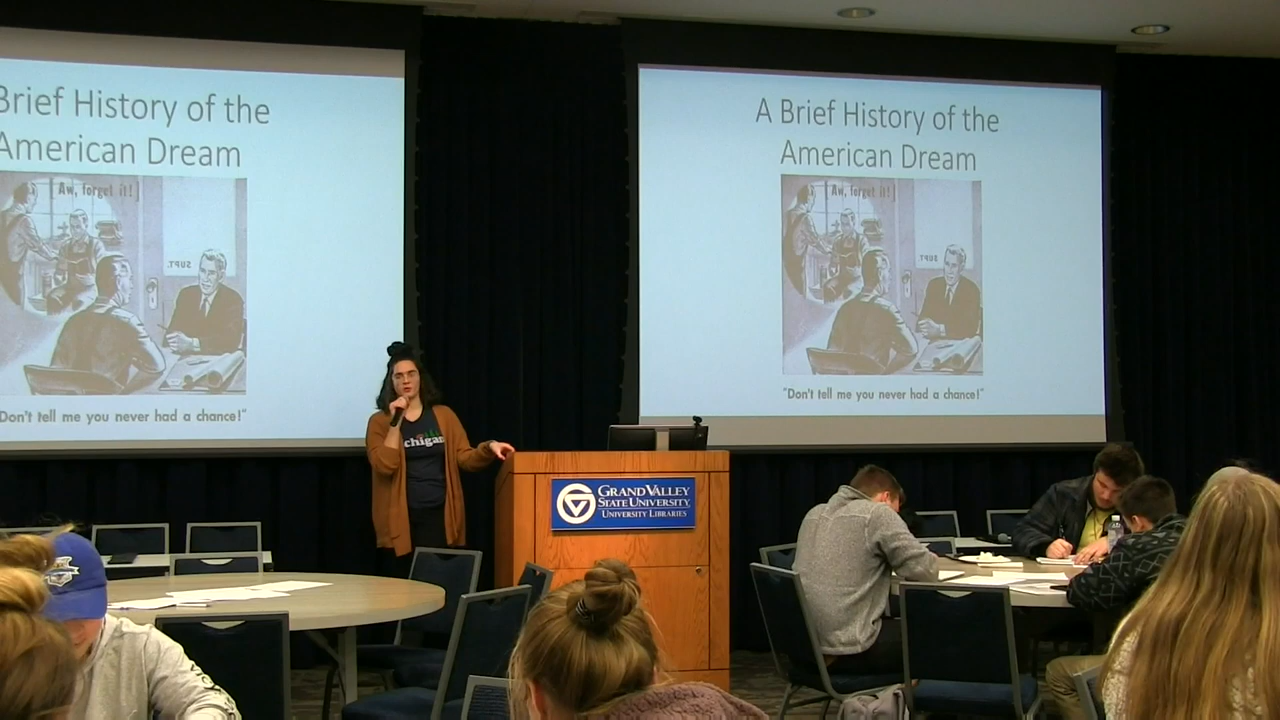 Brief History of the
American Dream
Aw, forget it!
SUPT.
"Don't tell me you never had a chance!"
A Brief History of the
American Dream
Aw, forget it!
SUPT.
"Don't tell me you never had a chance!"
chigan
GRAND VALLEY
STATE UNIVERSITY
UNIVERSITY LIBRARIES